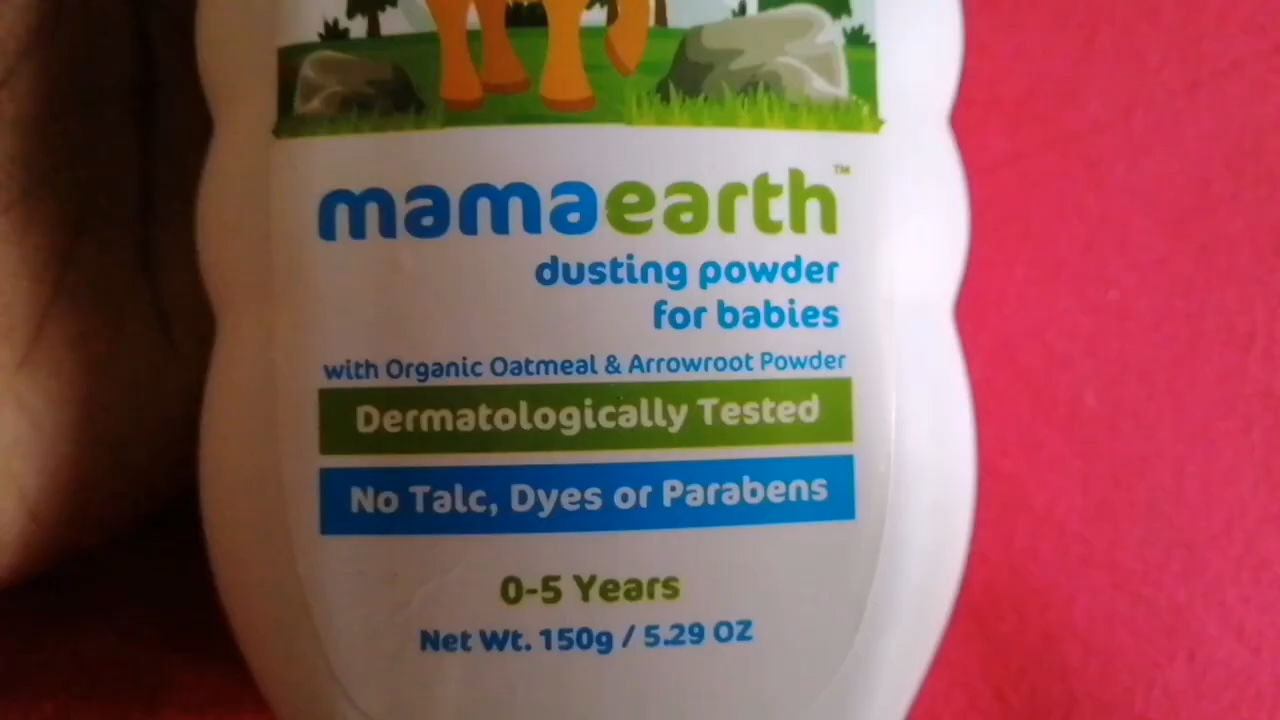 mamaearth™
dusting powder
for babies
with Organic Oatmeal & Arrowroot Powder
Dermatologically Tested
No Talc, Dyes or Parabens
0-5 Years
Net Wt. 150g / 5.29 OZ